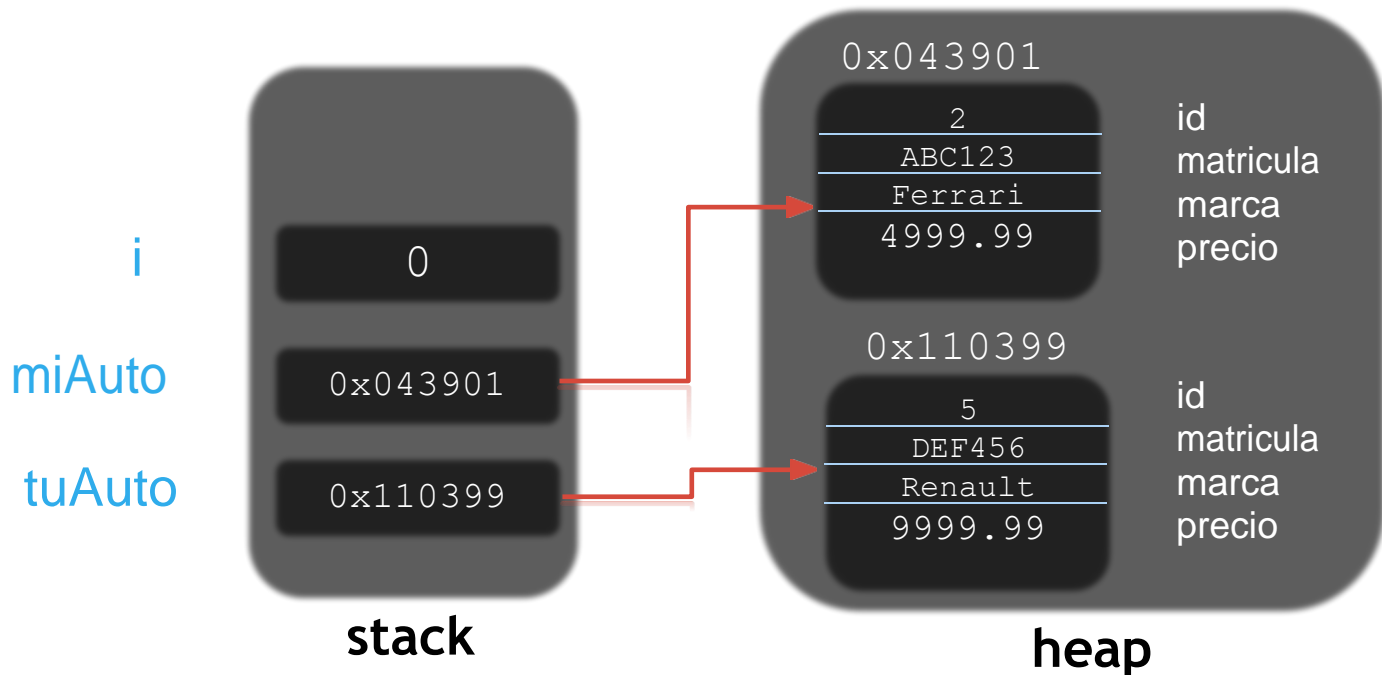 i
0
miAuto
0x043901
tuAuto
0x110399
stack
0x043901
2
id
ABC123
matricula
Ferrari
marca
4999.99
precio
0x110399
5
id
DEF456
matricula
Renault
marca
9999.99
precio
heap